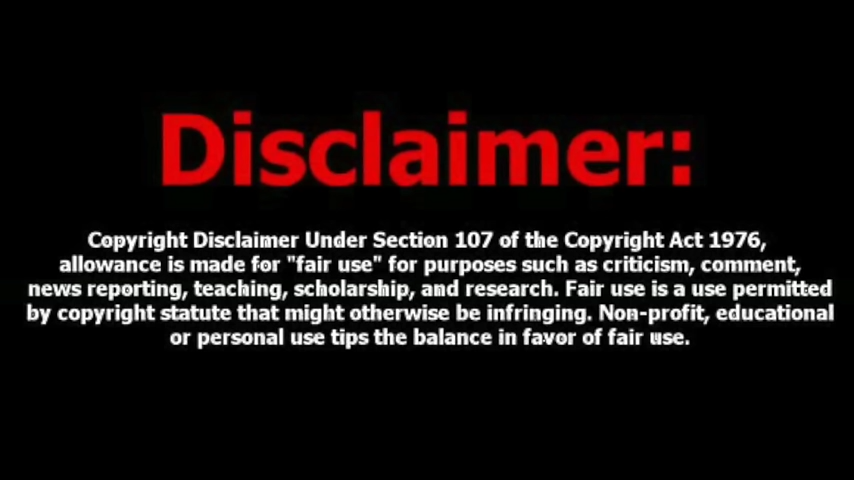 Disclaimer:
Copyright Disclaimer Under Section 107 of the Copyright Act 1976,
allowance is made for "fair use" for purposes such as criticism, comment,
news reporting, teaching, scholarship, and research. Fair use is a use permitted
by copyright statute that might otherwise be infringing. Non-profit, educational
or personal use tips the balance in favor of fair use.